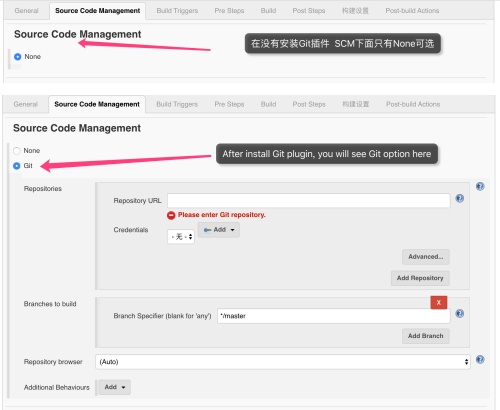 General Source Code Management Build Triggers Pre Steps Build Post Steps 构建设置 Post-build Actions
Source Code Management
在没有安装Git插件 SCM下面只有None可选
None
General Source Code Management Build Triggers Pre Steps Build Post Steps 构建设置 Post-build Actions
Source Code Management
None
After install Git plugin, you will see Git option here
Git
Repositories
Repository URL
Please enter Git repository.
Credentials
- 无 -
Add
Advanced...
Add Repository
Branches to build
X
Branch Specifier (blank for 'any')
*/master
Add Branch
Repository browser
(Auto)
Additional Behaviours
Add